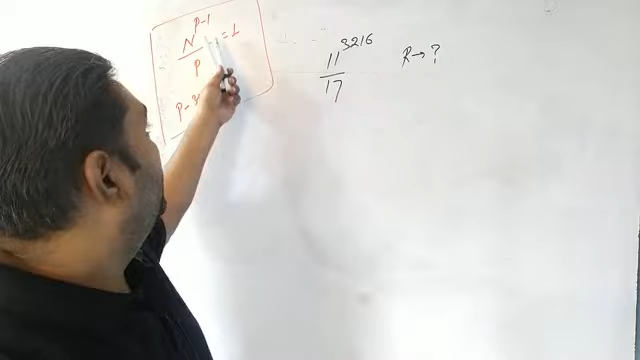 N^P-1
P
= 1
P →
11^3216
17
R → ?